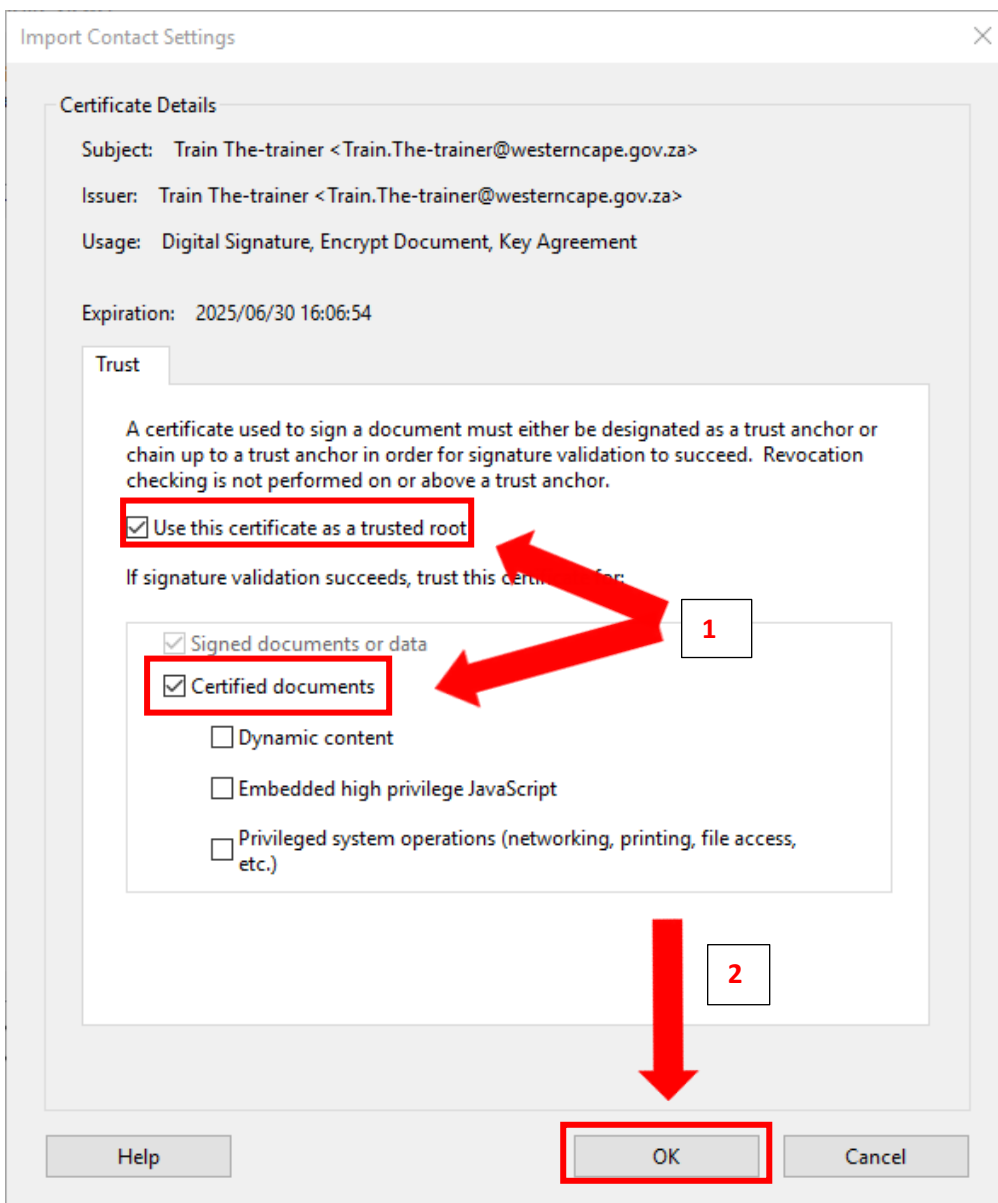 Import Contact Settings
Certificate Details
Subject: Train The-trainer <Train.The-trainer@westerncape.gov.za>
Issuer: Train The-trainer <Train.The-trainer@westerncape.gov.za>
Usage: Digital Signature, Encrypt Document, Key Agreement
Expiration: 2025/06/30 16:06:54
Trust
A certificate used to sign a document must either be designated as a trust anchor or
chain up to a trust anchor in order for signature validation to succeed. Revocation
checking is not performed on or above a trust anchor.
Use this certificate as a trusted root
If signature validation succeeds, trust this certificate for:
1
Signed documents or data
Certified documents
Dynamic content
Embedded high privilege JavaScript
Privileged system operations (networking, printing, file access,
etc.)
2
Help
OK
Cancel